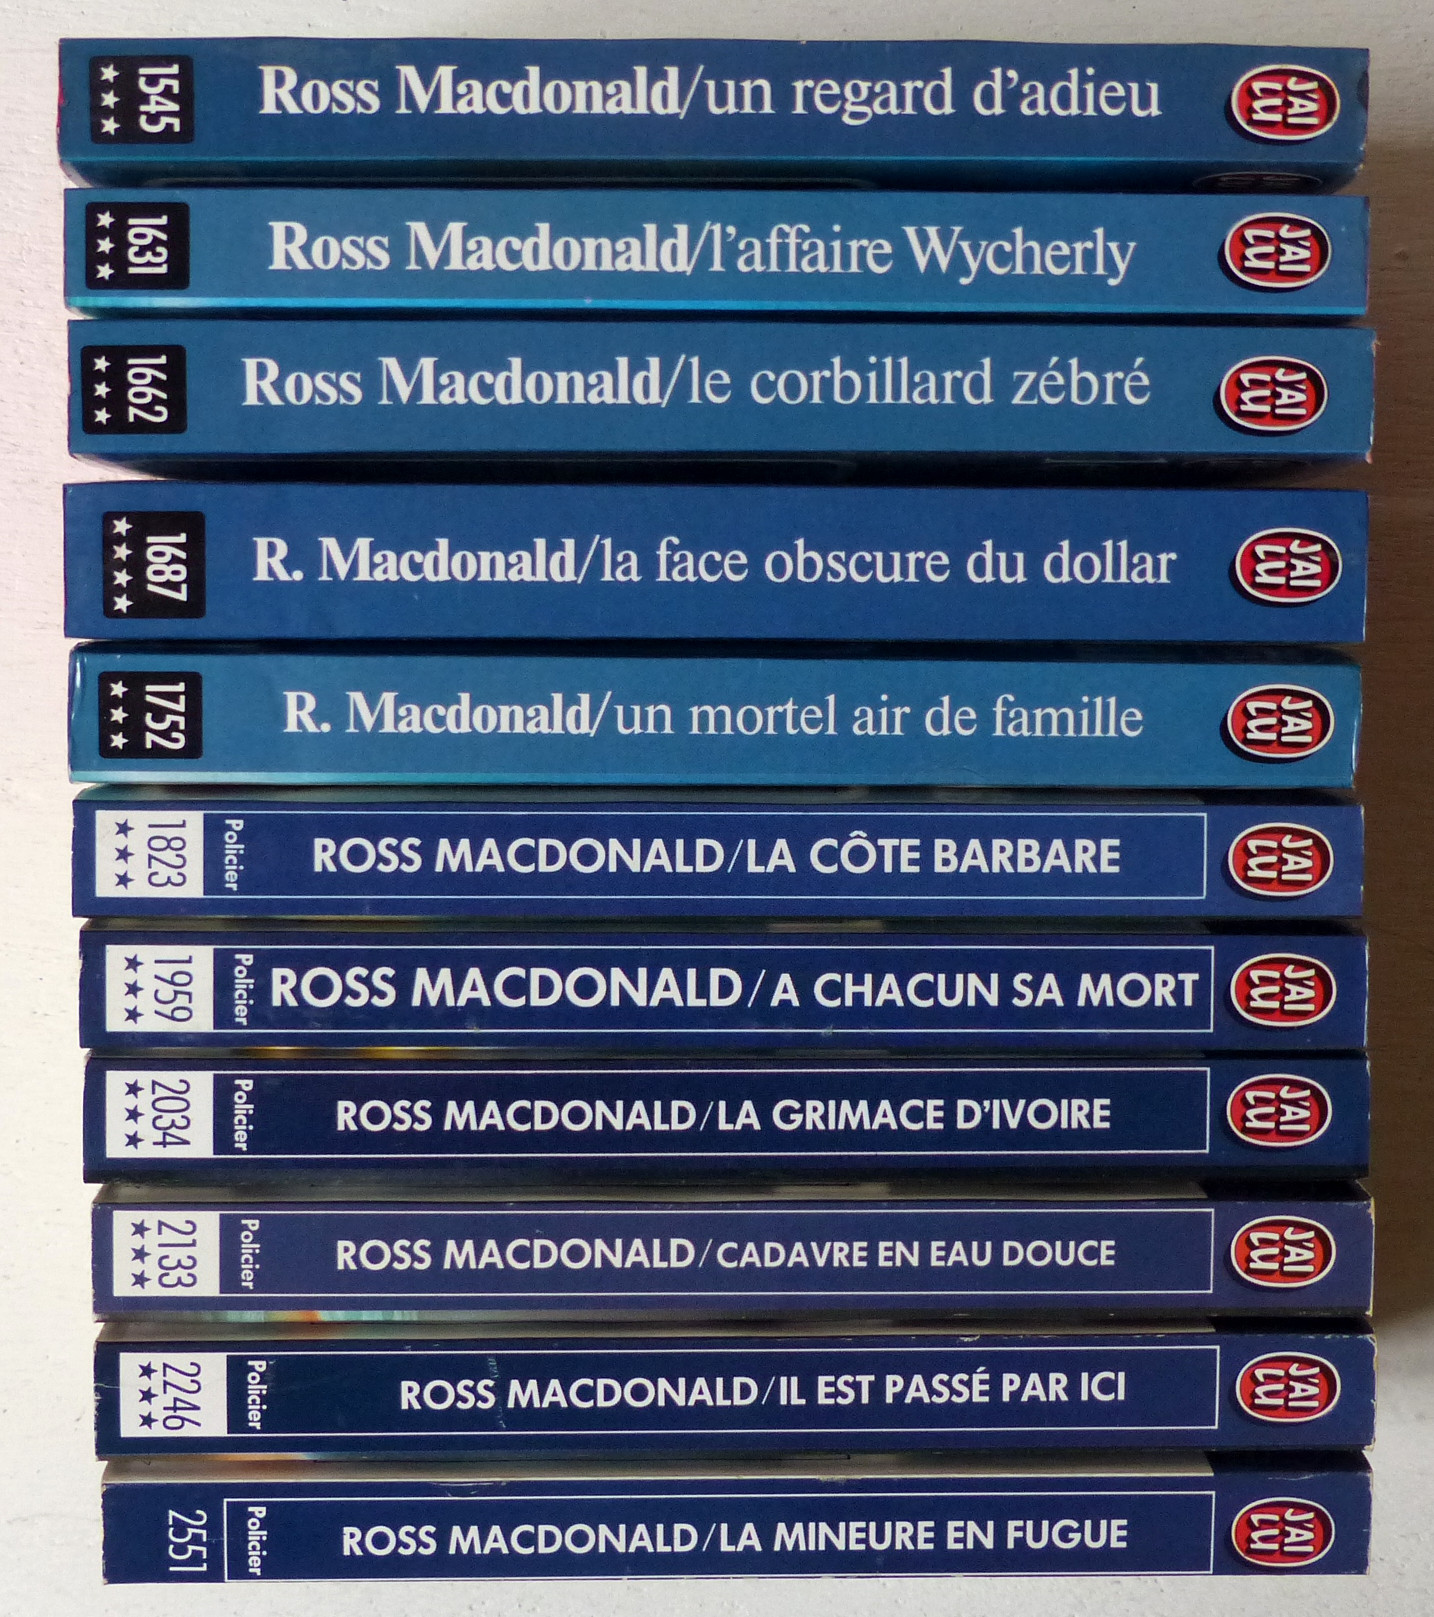 1545 ★★★ Ross Macdonald/un regard d'adieu J'AI LU
1631 ★★★ Ross Macdonald/l'affaire Wycherly J'AI LU
1662 ★★★ Ross Macdonald/le corbillard zébré J'AI LU
1687 ★★★★ R. Macdonald/la face obscure du dollar J'AI LU
1752 ★★★ R. Macdonald/un mortel air de famille J'AI LU
1823 ★★★ Policier ROSS MACDONALD/LA CÔTE BARBARE J'AI LU
1959 ★★★ Policier ROSS MACDONALD/A CHACUN SA MORT J'AI LU
2034 ★★★ Policier ROSS MACDONALD/LA GRIMACE D'IVOIRE J'AI LU
2133 ★★★ Policier ROSS MACDONALD/CADAVRE EN EAU DOUCE J'AI LU
2246 ★★★ Policier ROSS MACDONALD/IL EST PASSÉ PAR ICI J'AI LU
2551 Policier ROSS MACDONALD/LA MINEURE EN FUGUE J'AI LU